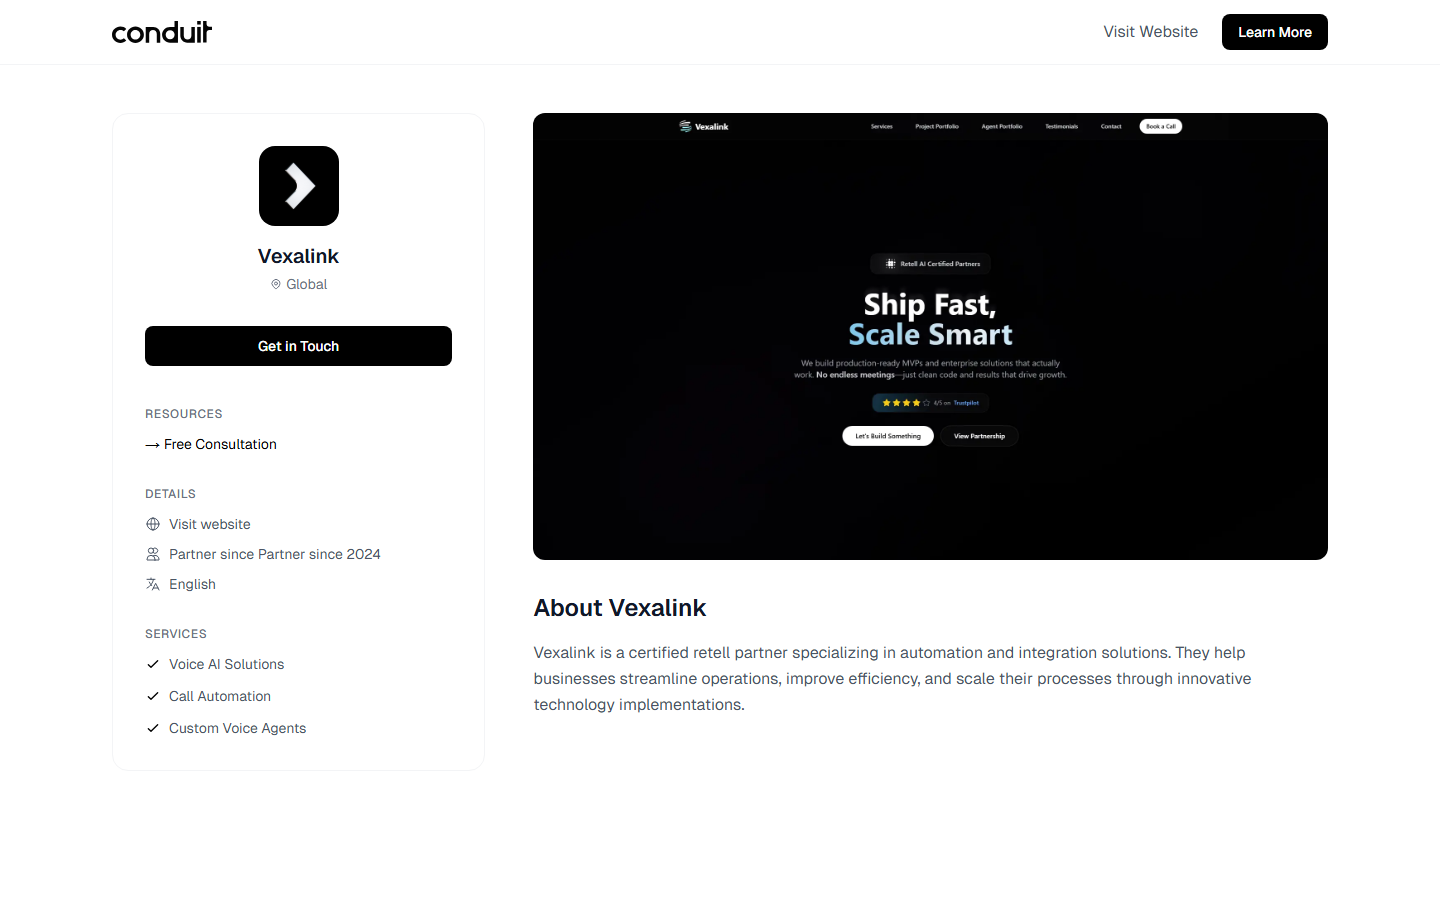 conduit
Visit Website
Learn More
Vexalink
Global
Get in Touch
RESOURCES
→ Free Consultation
DETAILS
Visit website
Partner since Partner since 2024
English
SERVICES
Voice AI Solutions
Call Automation
Custom Voice Agents
Vexalink
Services
Project Portfolio
Agent Portfolio
Testimonials
Contact
Book a Call
Retell AI Certified Partners
Ship Fast,
Scale Smart
We build production-ready MVPs and enterprise solutions that actually
work. No endless meetings—just clean code and results that drive growth.
4/5 on Trustpilot
Let's Build Something
View Partnership
About Vexalink
Vexalink is a certified retell partner specializing in automation and integration solutions. They help
businesses streamline operations, improve efficiency, and scale their processes through innovative
technology implementations.